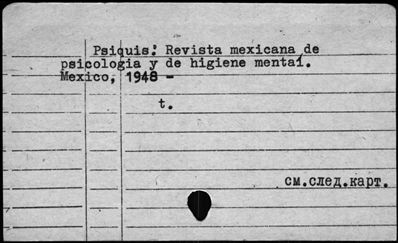 Psiquis: Revista mexicana de
psicologia y de higiene mental.
Mexico, 1948 -
t.
см.след.карт.